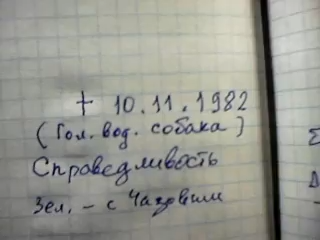 + 10.11.1982
(Гол. вод. собака)
Справедливость
Зел. – с Чазовым